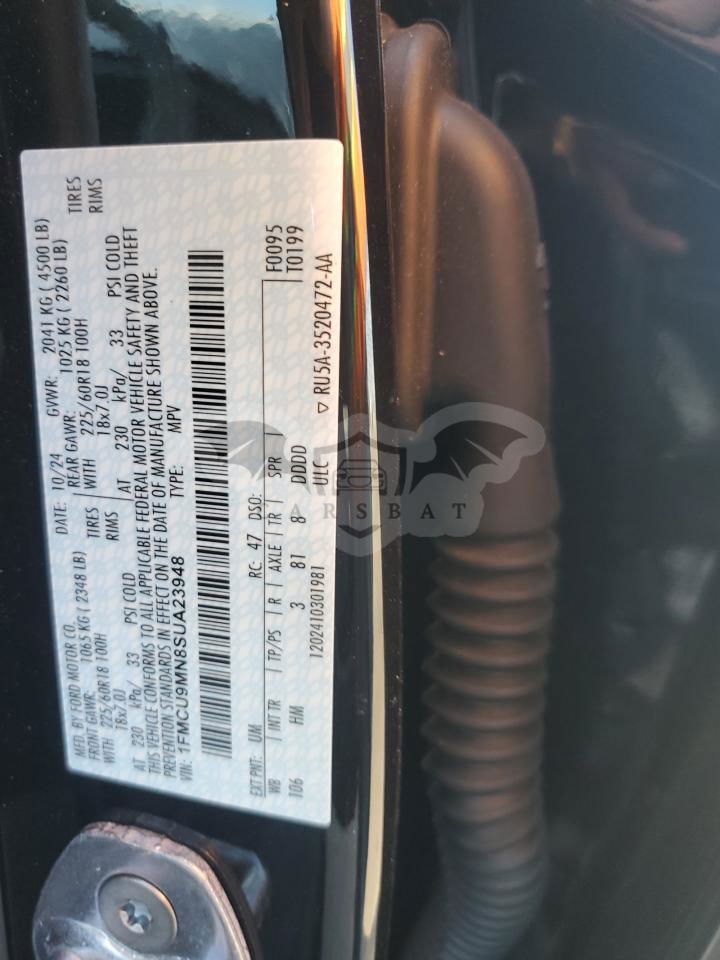 MFD. BY FORD MOTOR CO.
DATE: 10/24 GVWR: 2041 KG ( 4500 LB)
FRONT GAWR: 1065 KG ( 2348 LB) REAR GAWR: 1025 KG ( 2260 LB)
WITH 225/60R18 100H TIRES WITH 225/60R18 100H TIRES
18x7.0J RIMS 18x7.0J RIMS
AT 230 kPa/ 33 PSI COLD AT 230 kPa/ 33 PSI COLD
THIS VEHICLE CONFORMS TO ALL APPLICABLE FEDERAL MOTOR VEHICLE SAFETY AND THEFT
PREVENTION STANDARDS IN EFFECT ON THE DATE OF MANUFACTURE SHOWN ABOVE.
VIN: 1FMCU9MN8SUA23948 TYPE: MPV
EXT PNT: UM RC: 47 DSO: F0095
WB INT TR TP/PS R AXLE TR SPR T0199
106 HM 3 81 8 DDDD
1202410301981 ULC ▽ RU5A-3520472-AA
ARSBAT